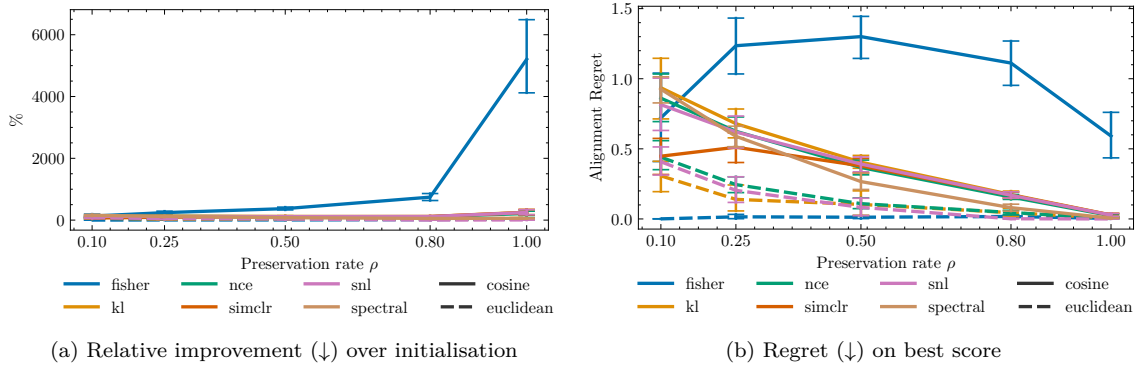 6000
4000
2000
0
%
0.10 0.25 0.50 0.80 1.00
Preservation rate ρ
fisher nce snl cosine
kl simclr spectral euclidean
(a) Relative improvement (↓) over initialisation
1.5
1.0
0.5
0.0
Alignment Regret
0.10 0.25 0.50 0.80 1.00
Preservation rate ρ
fisher nce snl cosine
kl simclr spectral euclidean
(b) Regret (↓) on best score